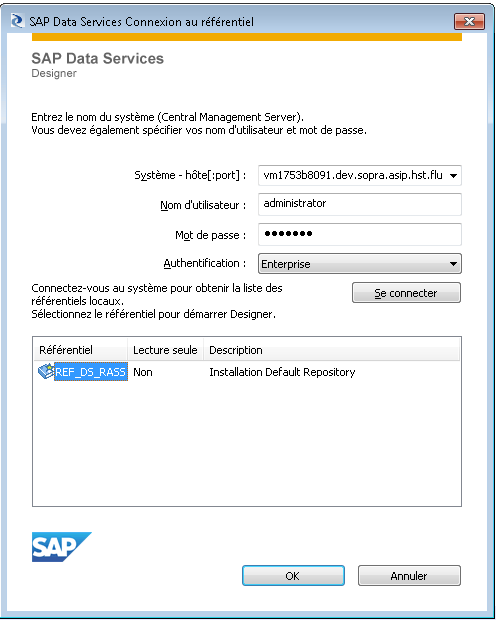 SAP Data Services Connexion au référentiel
SAP Data Services
Designer
Entrez le nom du système (Central Management Server).
Vous devez également spécifier vos nom d'utilisateur et mot de passe.
Système - hôte[:port] : vm1753b8091.dev.sopra.asip.hst.flu
Nom d'utilisateur : administrator
Mot de passe : ●●●●●●●
Authentification : Enterprise
Connectez-vous au système pour obtenir la liste des
référentiels locaux.
Se connecter
Sélectionnez le référentiel pour démarrer Designer.
Référentiel Lecture seule Description
REF_DS_RASS Non Installation Default Repository
SAP
OK Annuler